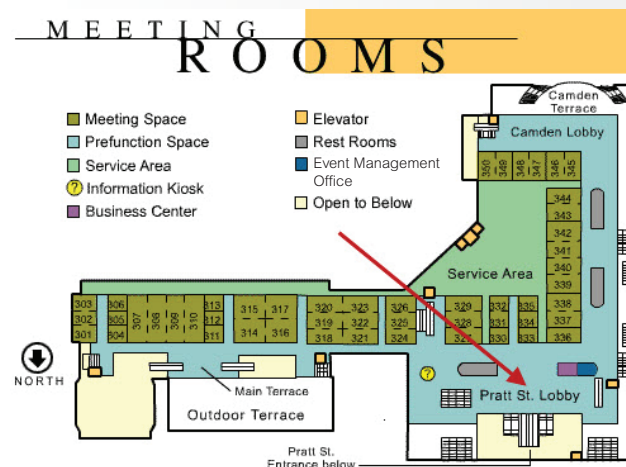 MEETING
ROOMS
Meeting Space
Prefunction Space
Service Area
? Information Kiosk
Business Center
Elevator
Rest Rooms
Event Management
Office
Open to Below
Camden
Terrace
Camden Lobby
350 349 348 347 346 345
344
343
342
341
340
339
338
337
336
Service Area
303 306 307 308 309 310 313 315 317 320 323 326 329 332 335
302 305 312 319 322 325 328 331 334
301 304 311 314 316 318 321 324 330 333
NORTH
Main Terrace
Outdoor Terrace
?
Pratt St. Lobby
Pratt St.
Entrance below